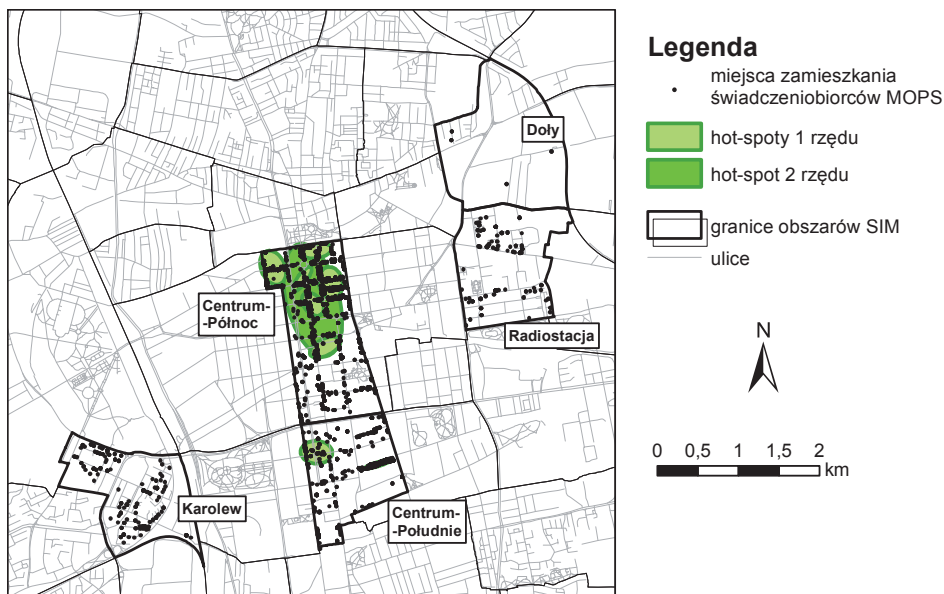 Legenda
miejsca zamieszkania
świadczeniobiorców MOPS
hot-spoty 1 rzędu
hot-spot 2 rzędu
granice obszarów SIM
ulice
Doły
Centrum-
-Północ
Radiostacja
Karolew
Centrum-
-Południe
N
0 0,5 1 1,5 2
km